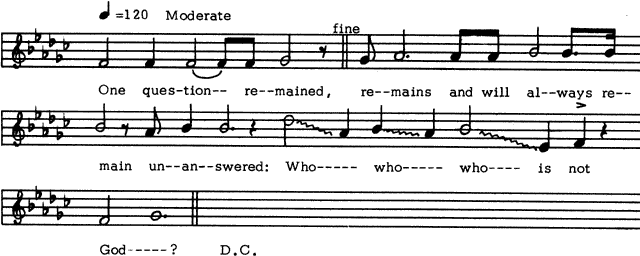 =120 Moderate
fine
One ques-tion-- re--mained, re--mains and will al--ways re--
main un--an--swered: Who----- who----- who---- is not
God-----? D.C.